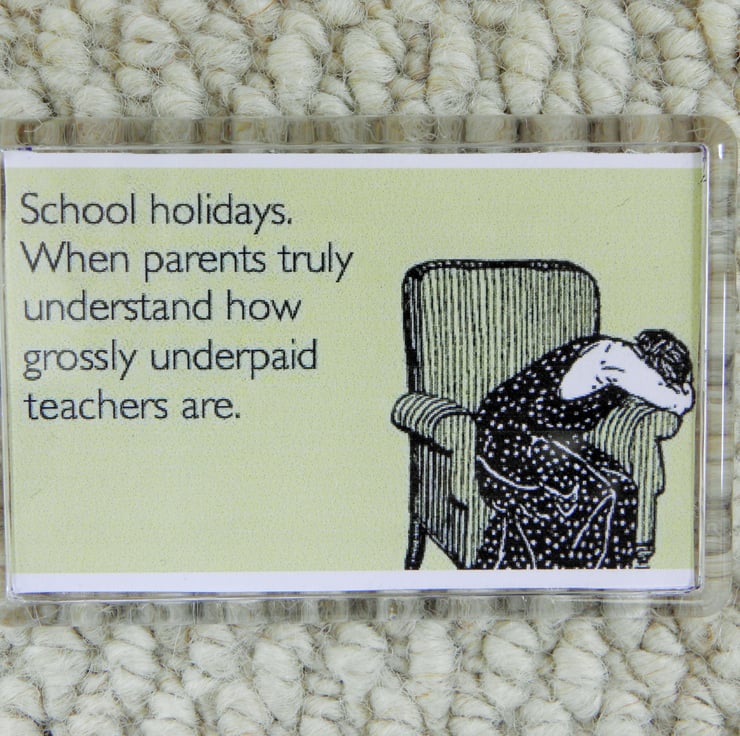 School holidays.
When parents truly
understand how
grossly underpaid
teachers are.